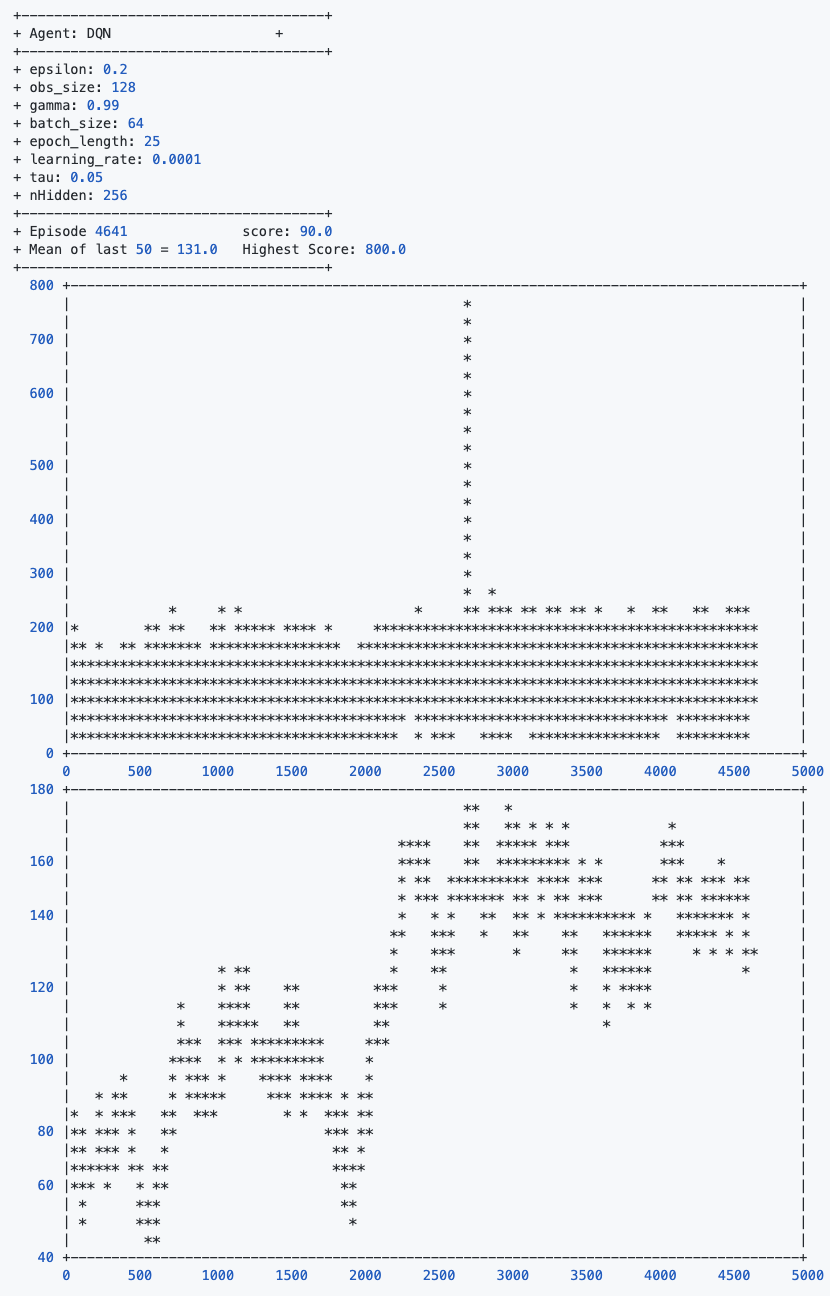 +-------------------------------------+
+ Agent: DQN +
+-------------------------------------+
+ epsilon: 0.2
+ obs_size: 128
+ gamma: 0.99
+ batch_size: 64
+ epoch_length: 25
+ learning_rate: 0.0001
+ tau: 0.05
+ nHidden: 256
+-------------------------------------+
+ Episode 4641 score: 90.0
+ Mean of last 50 = 131.0 Highest Score: 800.0
+-------------------------------------+
800
700
600
500
400
300
200
100
0
0 500 1000 1500 2000 2500 3000 3500 4000 4500 5000
180
160
140
120
100
80
60
40
0 500 1000 1500 2000 2500 3000 3500 4000 4500 5000